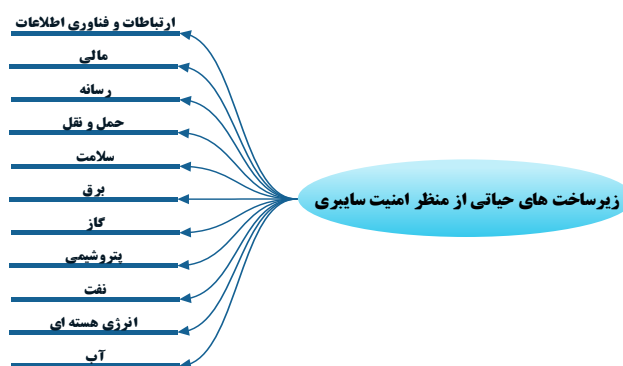 زیرساخت های حیاتی از منظر امنیت سایبری
ارتباطات و فناوری اطلاعات
مالی
رسانه
حمل و نقل
سلامت
برق
گاز
پتروشیمی
نفت
انرژی هسته ای
آب